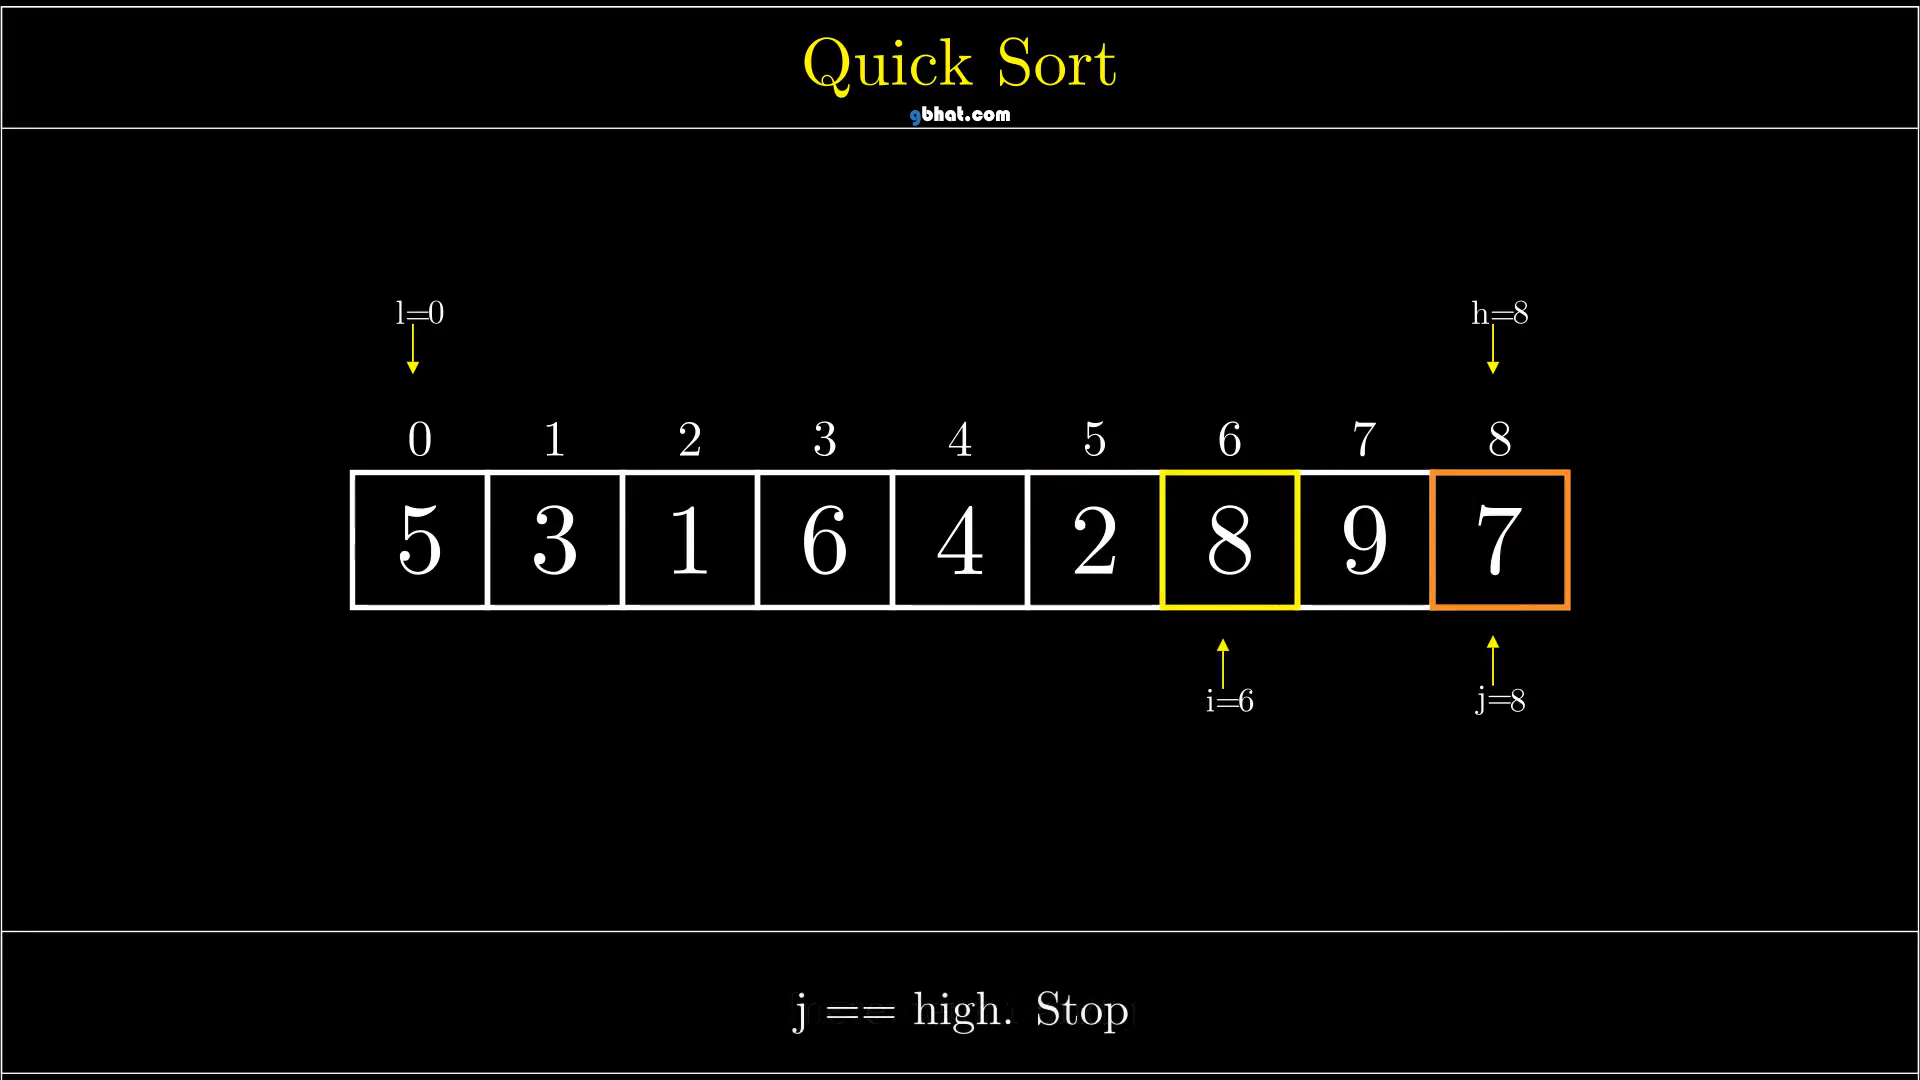 Quick Sort
gbhat.com
l=0 h=8
0 1 2 3 4 5 6 7 8
5 3 1 6 4 2 8 9 7
i=6 j=8
j == high. Stop